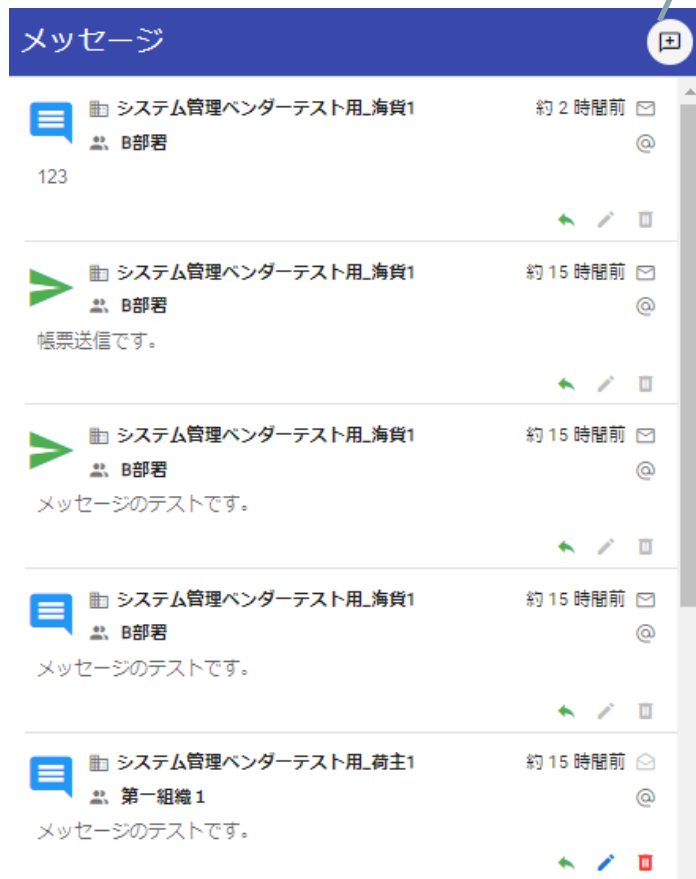 メッセージ
システム管理ベンダーテスト用_海貨1 約 2 時間前
B部署 @
123
システム管理ベンダーテスト用_海貨1 約 15 時間前
B部署 @
帳票送信です。
システム管理ベンダーテスト用_海貨1 約 15 時間前
B部署 @
メッセージのテストです。
システム管理ベンダーテスト用_海貨1 約 15 時間前
B部署 @
メッセージのテストです。
システム管理ベンダーテスト用_荷主1 約 15 時間前
第一組織1 @
メッセージのテストです。